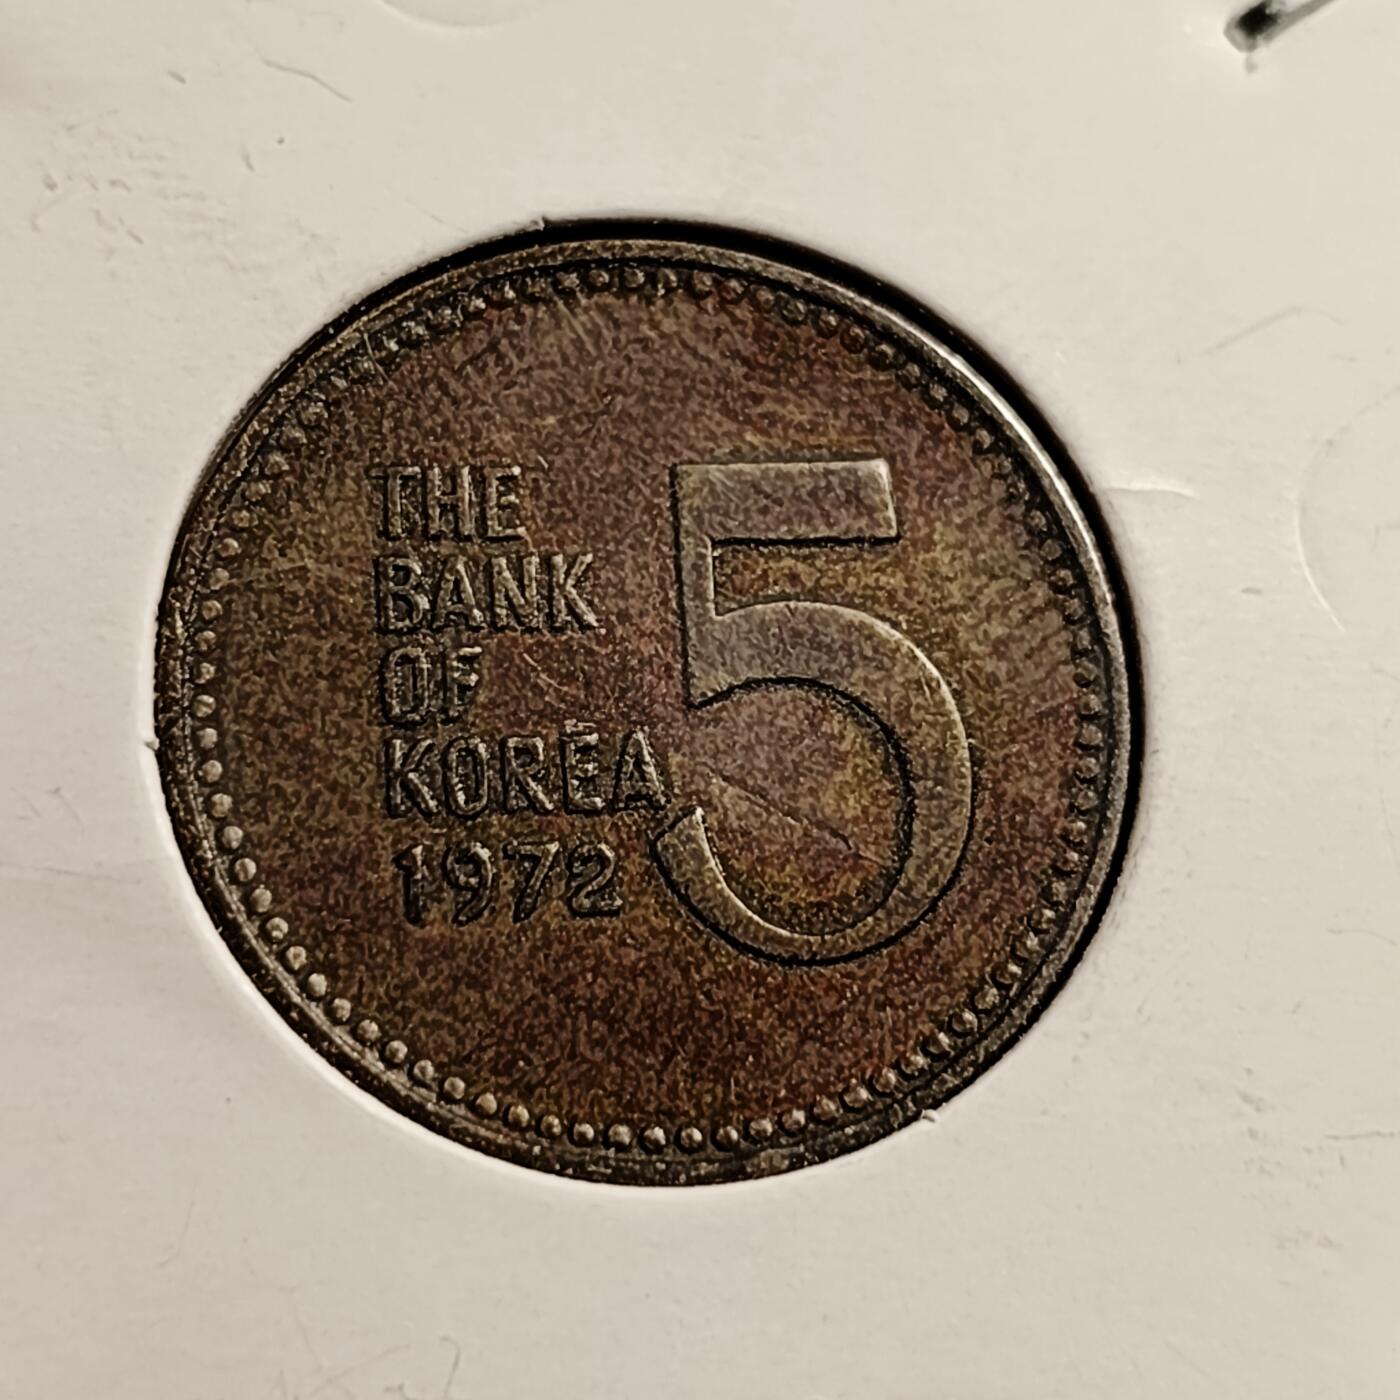 THE
BANK
OF
KOREA
1972
5